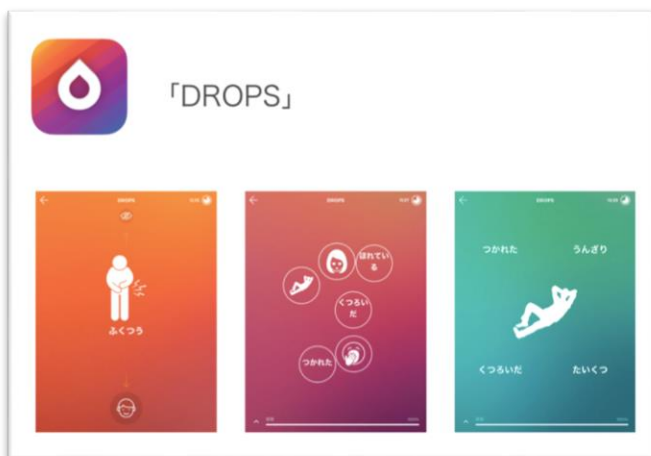 「DROPS」
DROPS
ふくつう
DROPS
はれてい
る
くつろい
だ
つかれた
DROPS
つかれた
うんざり
くつろいだ
たいくつ